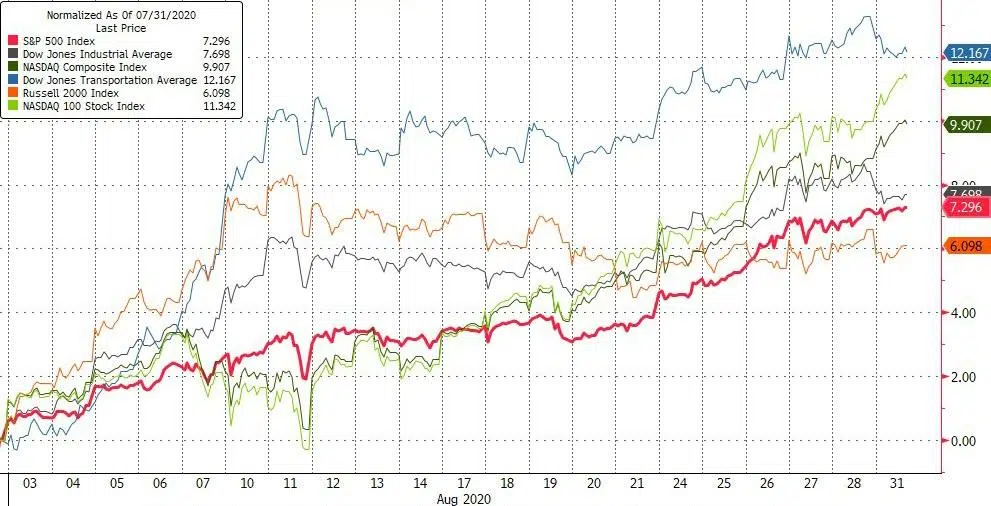 Normalized As Of 07/31/2020
Last Price
S&P 500 Index 7.296
Dow Jones Industrial Average 7.698
NASDAQ Composite Index 9.907
Dow Jones Transportation Average 12.167
Russell 2000 Index 6.098
NASDAQ 100 Stock Index 11.342
12.167
11.342
9.907
8.00
7.698
7.296
6.098
4.00
2.00
0.00
03 04 05 06 07 10 11 12 13 14 17 18 19 20 21 24 25 26 27 28 31
Aug 2020